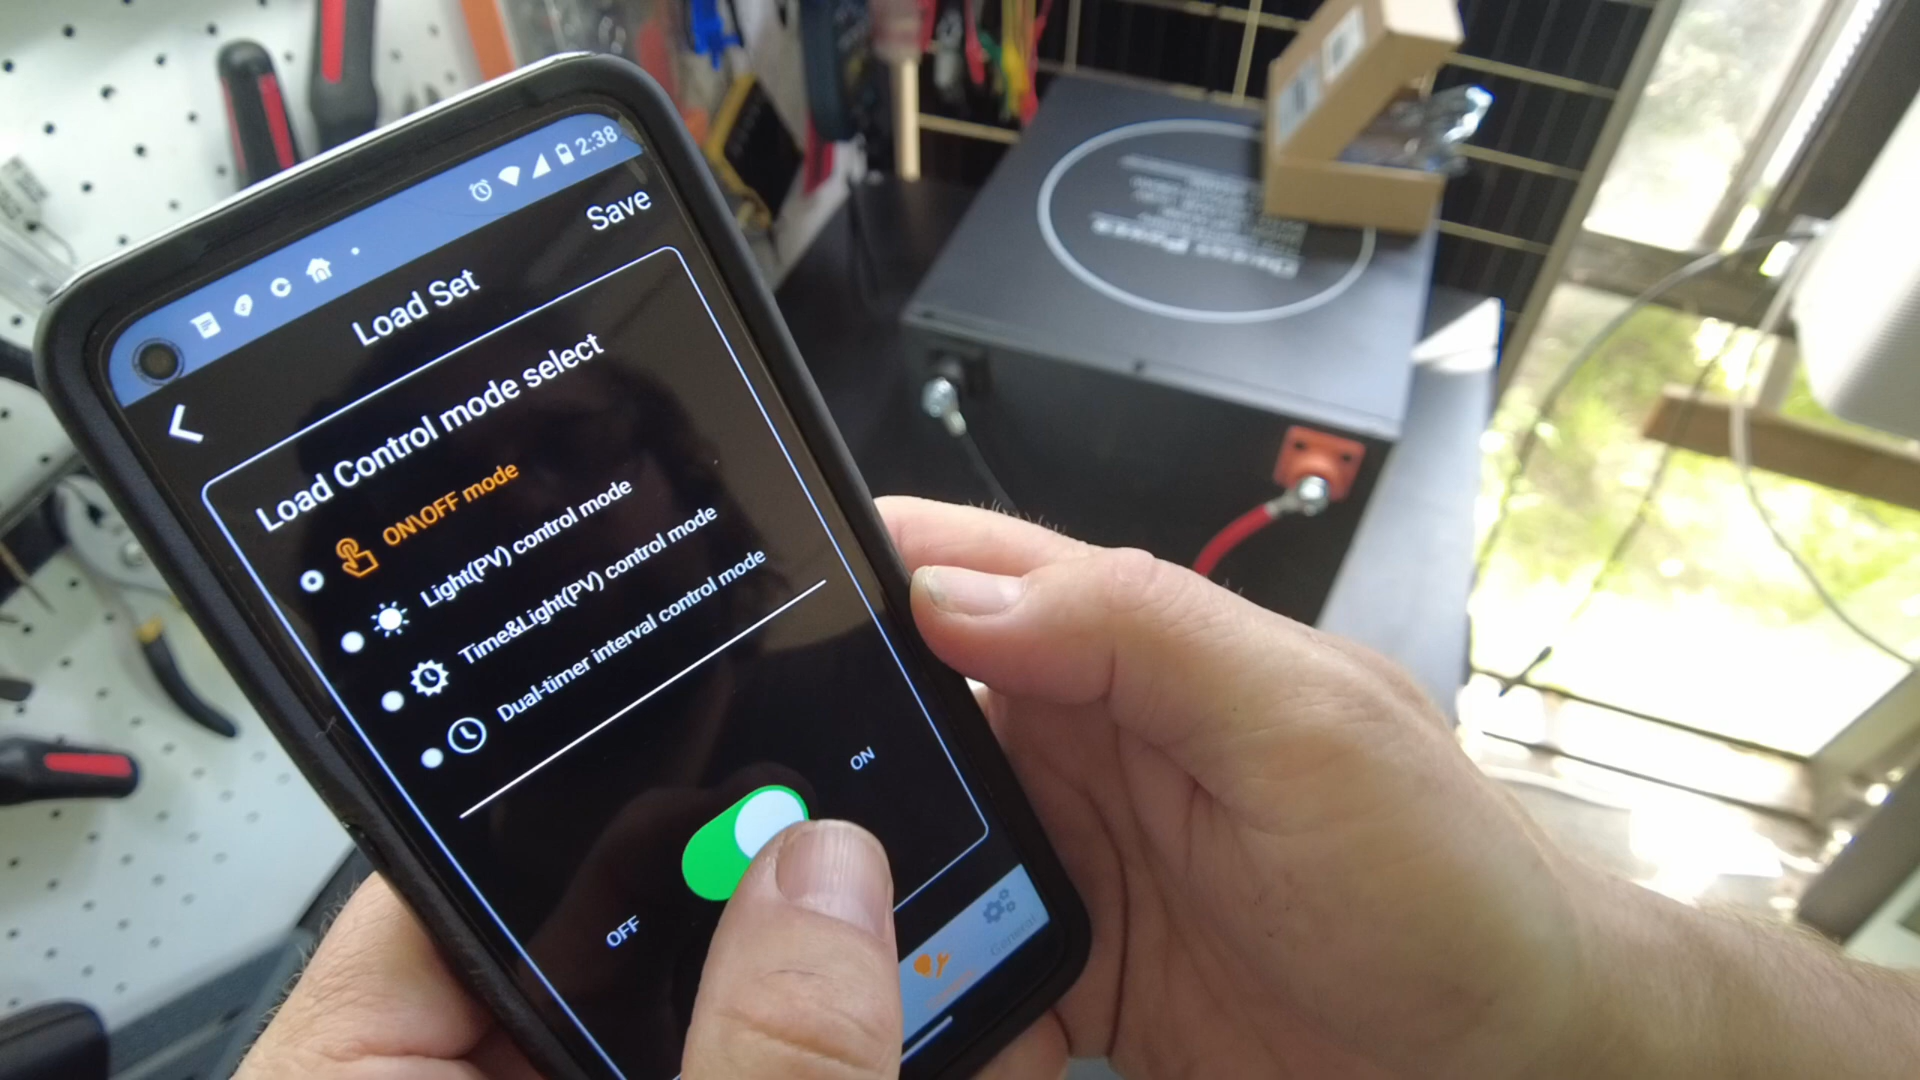 2:38
Save
Load Set
Load Control mode select
ON\OFF mode
Light(PV) control mode
Time&Light(PV) control mode
Dual-timer interval control mode
ON
OFF
General